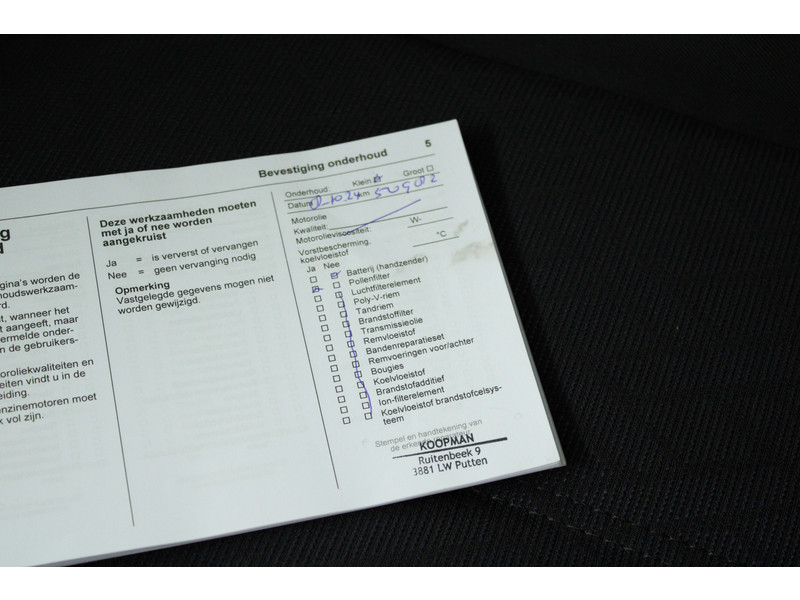 Bevestiging onderhoud 5
g
d
gina's worden de
houdswerkzaam-
rd.
t, wanneer het
t aangeeft, maar
ermelde onder-
n de gebruikers-
oroliekwaliteiten en
eiten vindt u in de
eiding.
enzinemotoren moet
k vol zijn.
Deze werkzaamheden moeten
met ja of nee worden
aangekruist
Ja = is ververst of vervangen
Nee = geen vervanging nodig
Opmerking
Vastgelegde gegevens mogen niet
worden gewijzigd.
Onderhoud Klein Groot
Datum km
Motorolie
Kwaliteit: W-
Motorolieviscositeit:
Vorstbescherming, °C
koelvloeistof
Ja Nee
Batterij (handzender)
Pollenfilter
Luchtfilterelement
Poly-V-riem
Tandriem
Brandstoffilter
Transmissieolie
Remvloeistof
Bandenreparatieset
Remvoeringen voor/achter
Bougies
Koelvloeistof
Brandstofadditief
Ion-filterelement
Koelvloeistof brandstofcelsys-
teem
Stempel en handtekening van
de erkende
KOOPMAN
Ruitenbeek 9
3881 LW Putten